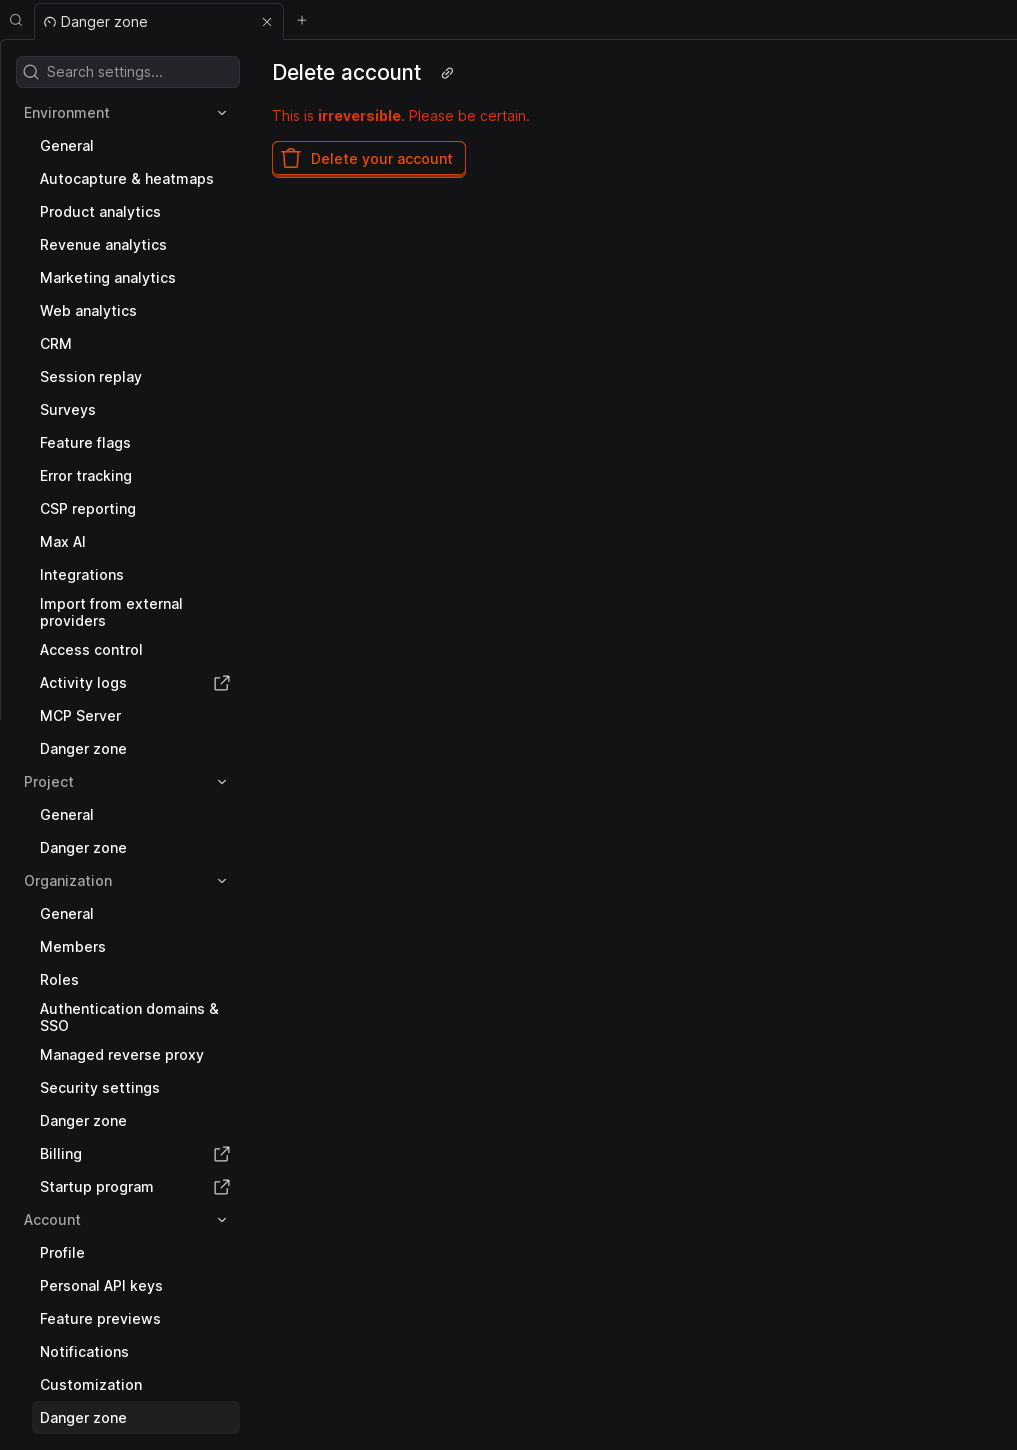 Danger zone
Search settings...
Environment
General
Autocapture & heatmaps
Product analytics
Revenue analytics
Marketing analytics
Web analytics
CRM
Session replay
Surveys
Feature flags
Error tracking
CSP reporting
Max AI
Integrations
Import from external
providers
Access control
Activity logs
MCP Server
Danger zone
Project
General
Danger zone
Organization
General
Members
Roles
Authentication domains &
SSO
Managed reverse proxy
Security settings
Danger zone
Billing
Startup program
Account
Profile
Personal API keys
Feature previews
Notifications
Customization
Danger zone
Delete account
This is irreversible. Please be certain.
Delete your account